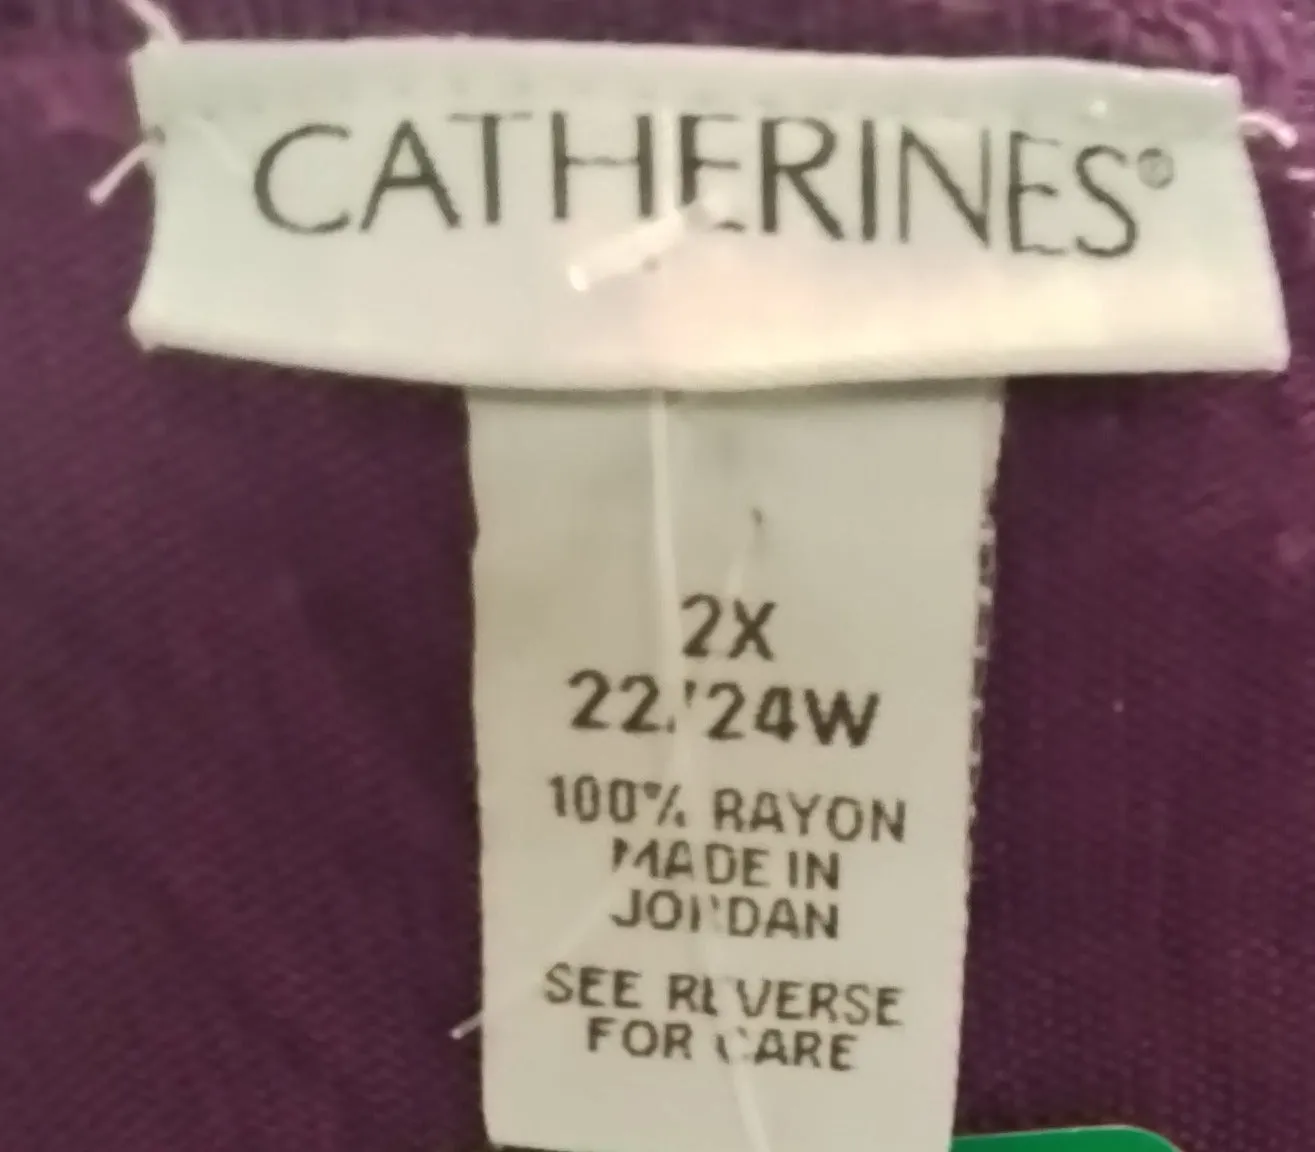 CATHERINES®
2X
22/24W
100% RAYON
MADE IN
JORDAN
SEE REVERSE
FOR CARE